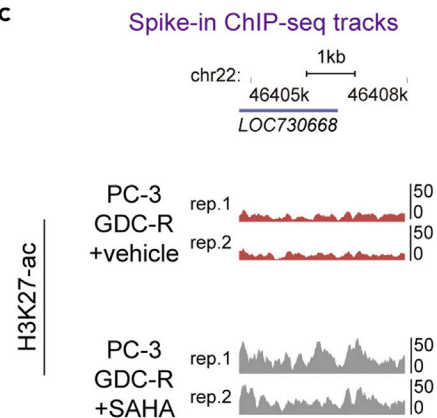 c
Spike-in ChIP-seq tracks
1kb
chr22:
46405k 46408k
LOC730668
H3K27-ac
PC-3
GDC-R
+vehicle
rep.1
50
0
rep.2
50
0
PC-3
GDC-R
+SAHA
rep.1
50
0
rep.2
50
0